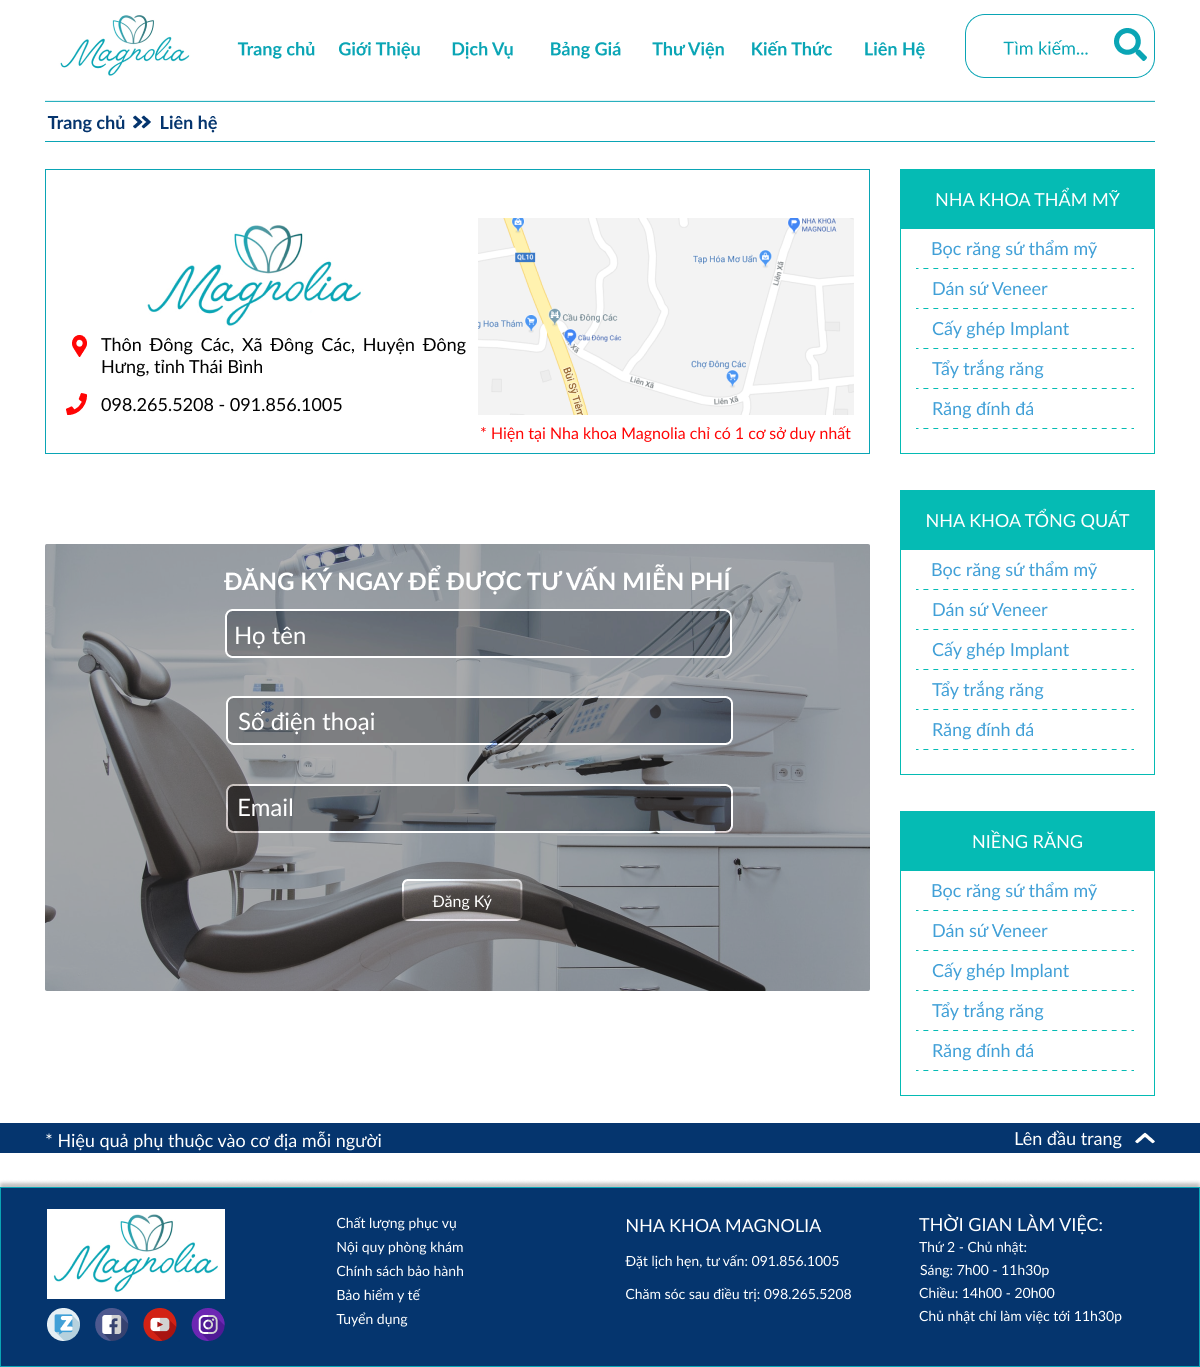 Magnolia
Trang chủ Giới Thiệu Dịch Vụ Bảng Giá Thư Viện Kiến Thức Liên Hệ
Tìm kiếm...
Trang chủ Liên hệ
Magnolia
Thôn Đông Các, Xã Đông Các, Huyện Đông
Hưng, tỉnh Thái Bình
098.265.5208 - 091.856.1005
NHA KHOA
MAGNOLIA
QL10
Tạp Hóa Mơ Uẩn
Liên Xã
Cầu Đông Các
g Hoa Thám
Cầu Đông Các
Xã
Chợ Đông Các
Bùi Sỹ Tiêm
Liên Xã
Liên Xã
* Hiện tại Nha khoa Magnolia chỉ có 1 cơ sở duy nhất
NHA KHOA THẨM MỸ
Bọc răng sứ thẩm mỹ
Dán sứ Veneer
Cấy ghép Implant
Tẩy trắng răng
Răng đính đá
ĐĂNG KÝ NGAY ĐỂ ĐƯỢC TƯ VẤN MIỄN PHÍ
Họ tên
Số điện thoại
Email
Đăng Ký
NHA KHOA TỔNG QUÁT
Bọc răng sứ thẩm mỹ
Dán sứ Veneer
Cấy ghép Implant
Tẩy trắng răng
Răng đính đá
NIỀNG RĂNG
Bọc răng sứ thẩm mỹ
Dán sứ Veneer
Cấy ghép Implant
Tẩy trắng răng
Răng đính đá
* Hiệu quả phụ thuộc vào cơ địa mỗi người
Lên đầu trang
Magnolia
Z
Chất lượng phục vụ
Nội quy phòng khám
Chính sách bảo hành
Bảo hiểm y tế
Tuyển dụng
NHA KHOA MAGNOLIA
Đặt lịch hẹn, tư vấn: 091.856.1005
Chăm sóc sau điều trị: 098.265.5208
THỜI GIAN LÀM VIỆC:
Thứ 2 - Chủ nhật:
Sáng: 7h00 - 11h30p
Chiều: 14h00 - 20h00
Chủ nhật chỉ làm việc tới 11h30p